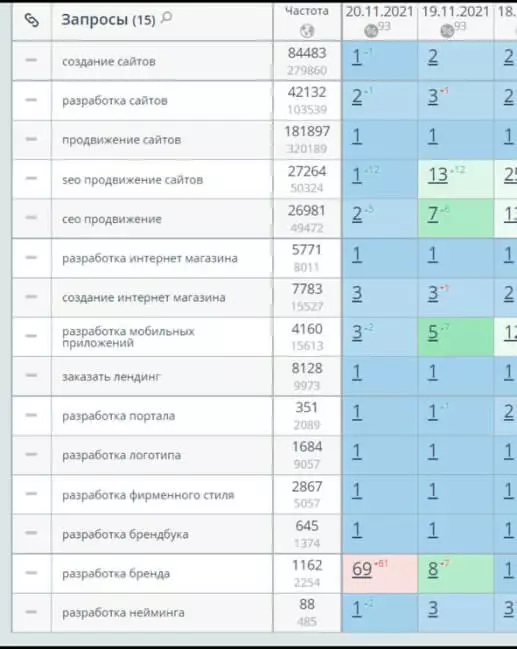 Запросы (15) Частота 20.11.2021 19.11.2021 18.
93 93
создание сайтов 84483 279860 1 -1 2 2
разработка сайтов 42132 103539 2 -1 3 +1 2
продвижение сайтов 181897 320189 1 1 1
seo продвижение сайтов 27264 50324 1 -12 13 -12 25
сео продвижение 26981 49472 2 -5 7 -6 13
разработка интернет магазина 5771 8011 1 1 1
создание интернет магазина 7783 15527 3 3 +1 2
разработка мобильных
приложений 4160 15613 3 -2 5 -7 12
заказать лендинг 8128 9973 1 1 1
разработка портала 351 2089 1 1 -1 2
разработка логотипа 1684 9057 1 1 1
разработка фирменного стиля 2867 5057 1 1 1
разработка брендбука 645 1374 1 1 1
разработка бренда 1162 2254 69 +61 8 +7 1
разработка нейминга 88 485 1 -2 3 3